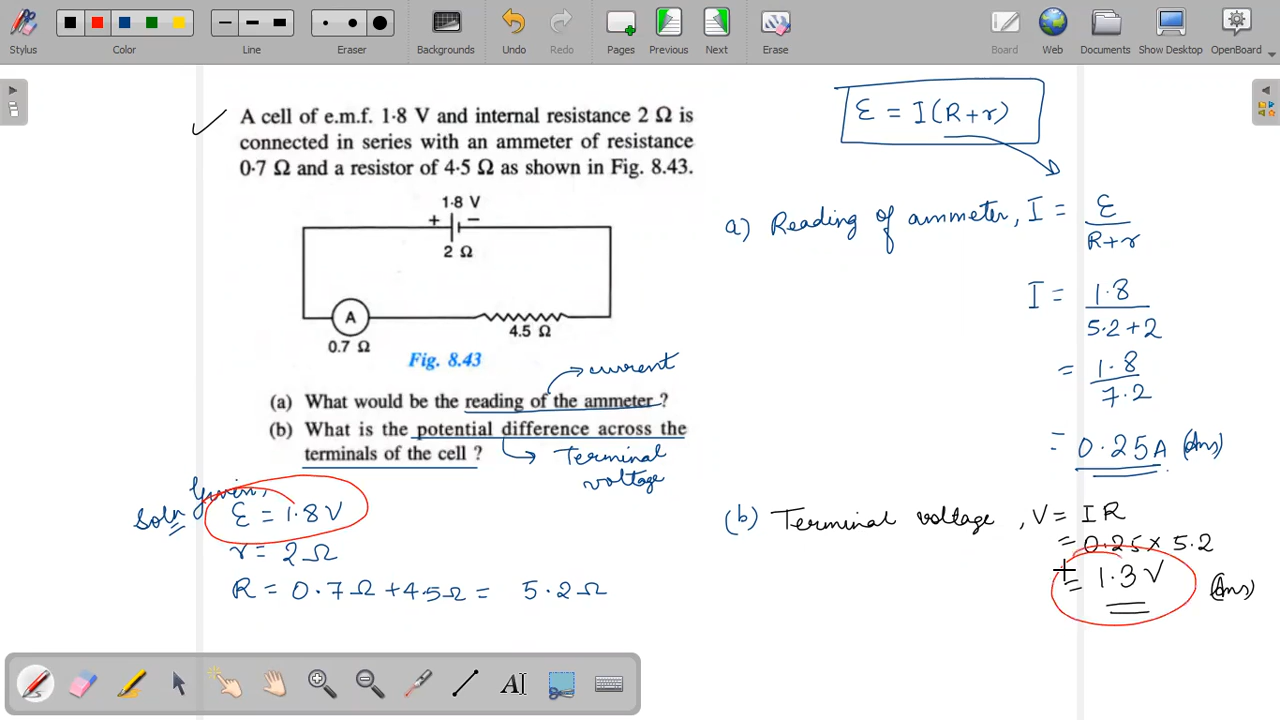 Stylus
Color
Line
Eraser
Backgrounds
Undo
Redo
Pages
Previous
Next
Erase
Board
Web
Documents
Show Desktop
OpenBoard
A cell of e.m.f. 1·8 V and internal resistance 2 Ω is
connected in series with an ammeter of resistance
0·7 Ω and a resistor of 4·5 Ω as shown in Fig. 8.43.
1·8 V
+ −
2 Ω
A
0.7 Ω
4.5 Ω
Fig. 8.43
current
(a) What would be the reading of the ammeter ?
(b) What is the potential difference across the
terminals of the cell ?
Terminal
voltage
Given,
Soln
ε = 1.8 V
r = 2 Ω
R = 0.7 Ω + 4.5 Ω = 5.2 Ω
ε = I(R+r)
a) Reading of ammeter, I = ε / R+r
I = 1.8 / 5.2+2
= 1.8 / 7.2
= 0.25 A (Ans)
(b) Terminal voltage, V = IR
= 0.25 × 5.2
= 1.3 V (Ans)
A